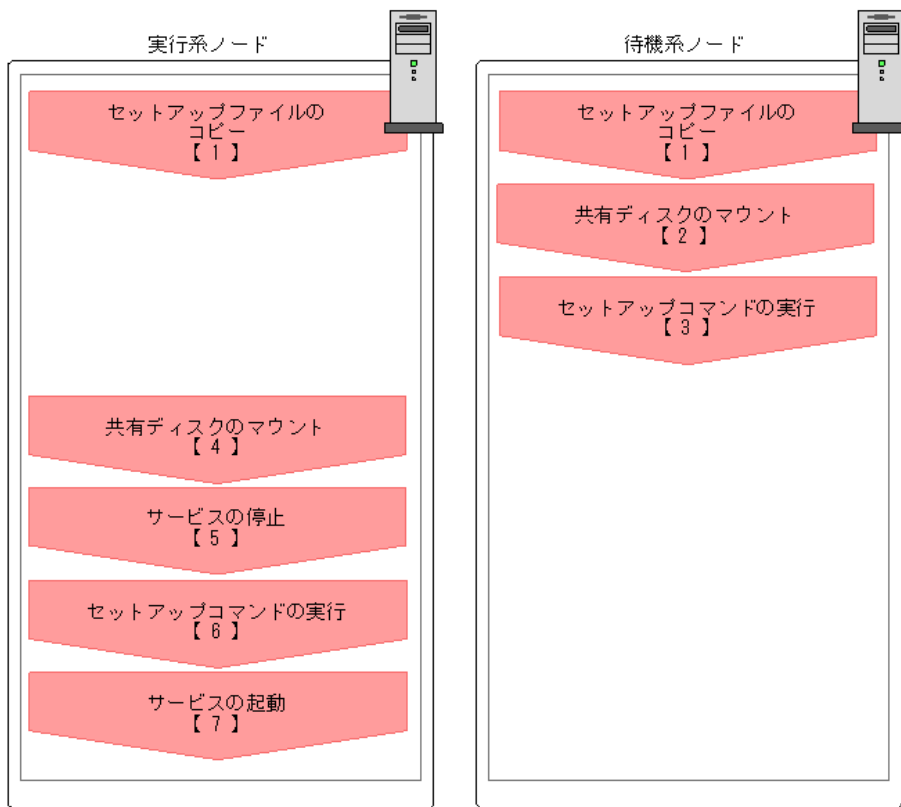 実行系ノード
セットアップファイルの
コピー
【 1 】
共有ディスクのマウント
【 4 】
サービスの停止
【 5 】
セットアップコマンドの実行
【 6 】
サービスの起動
【 7 】
待機系ノード
セットアップファイルの
コピー
【 1 】
共有ディスクのマウント
【 2 】
セットアップコマンドの実行
【 3 】